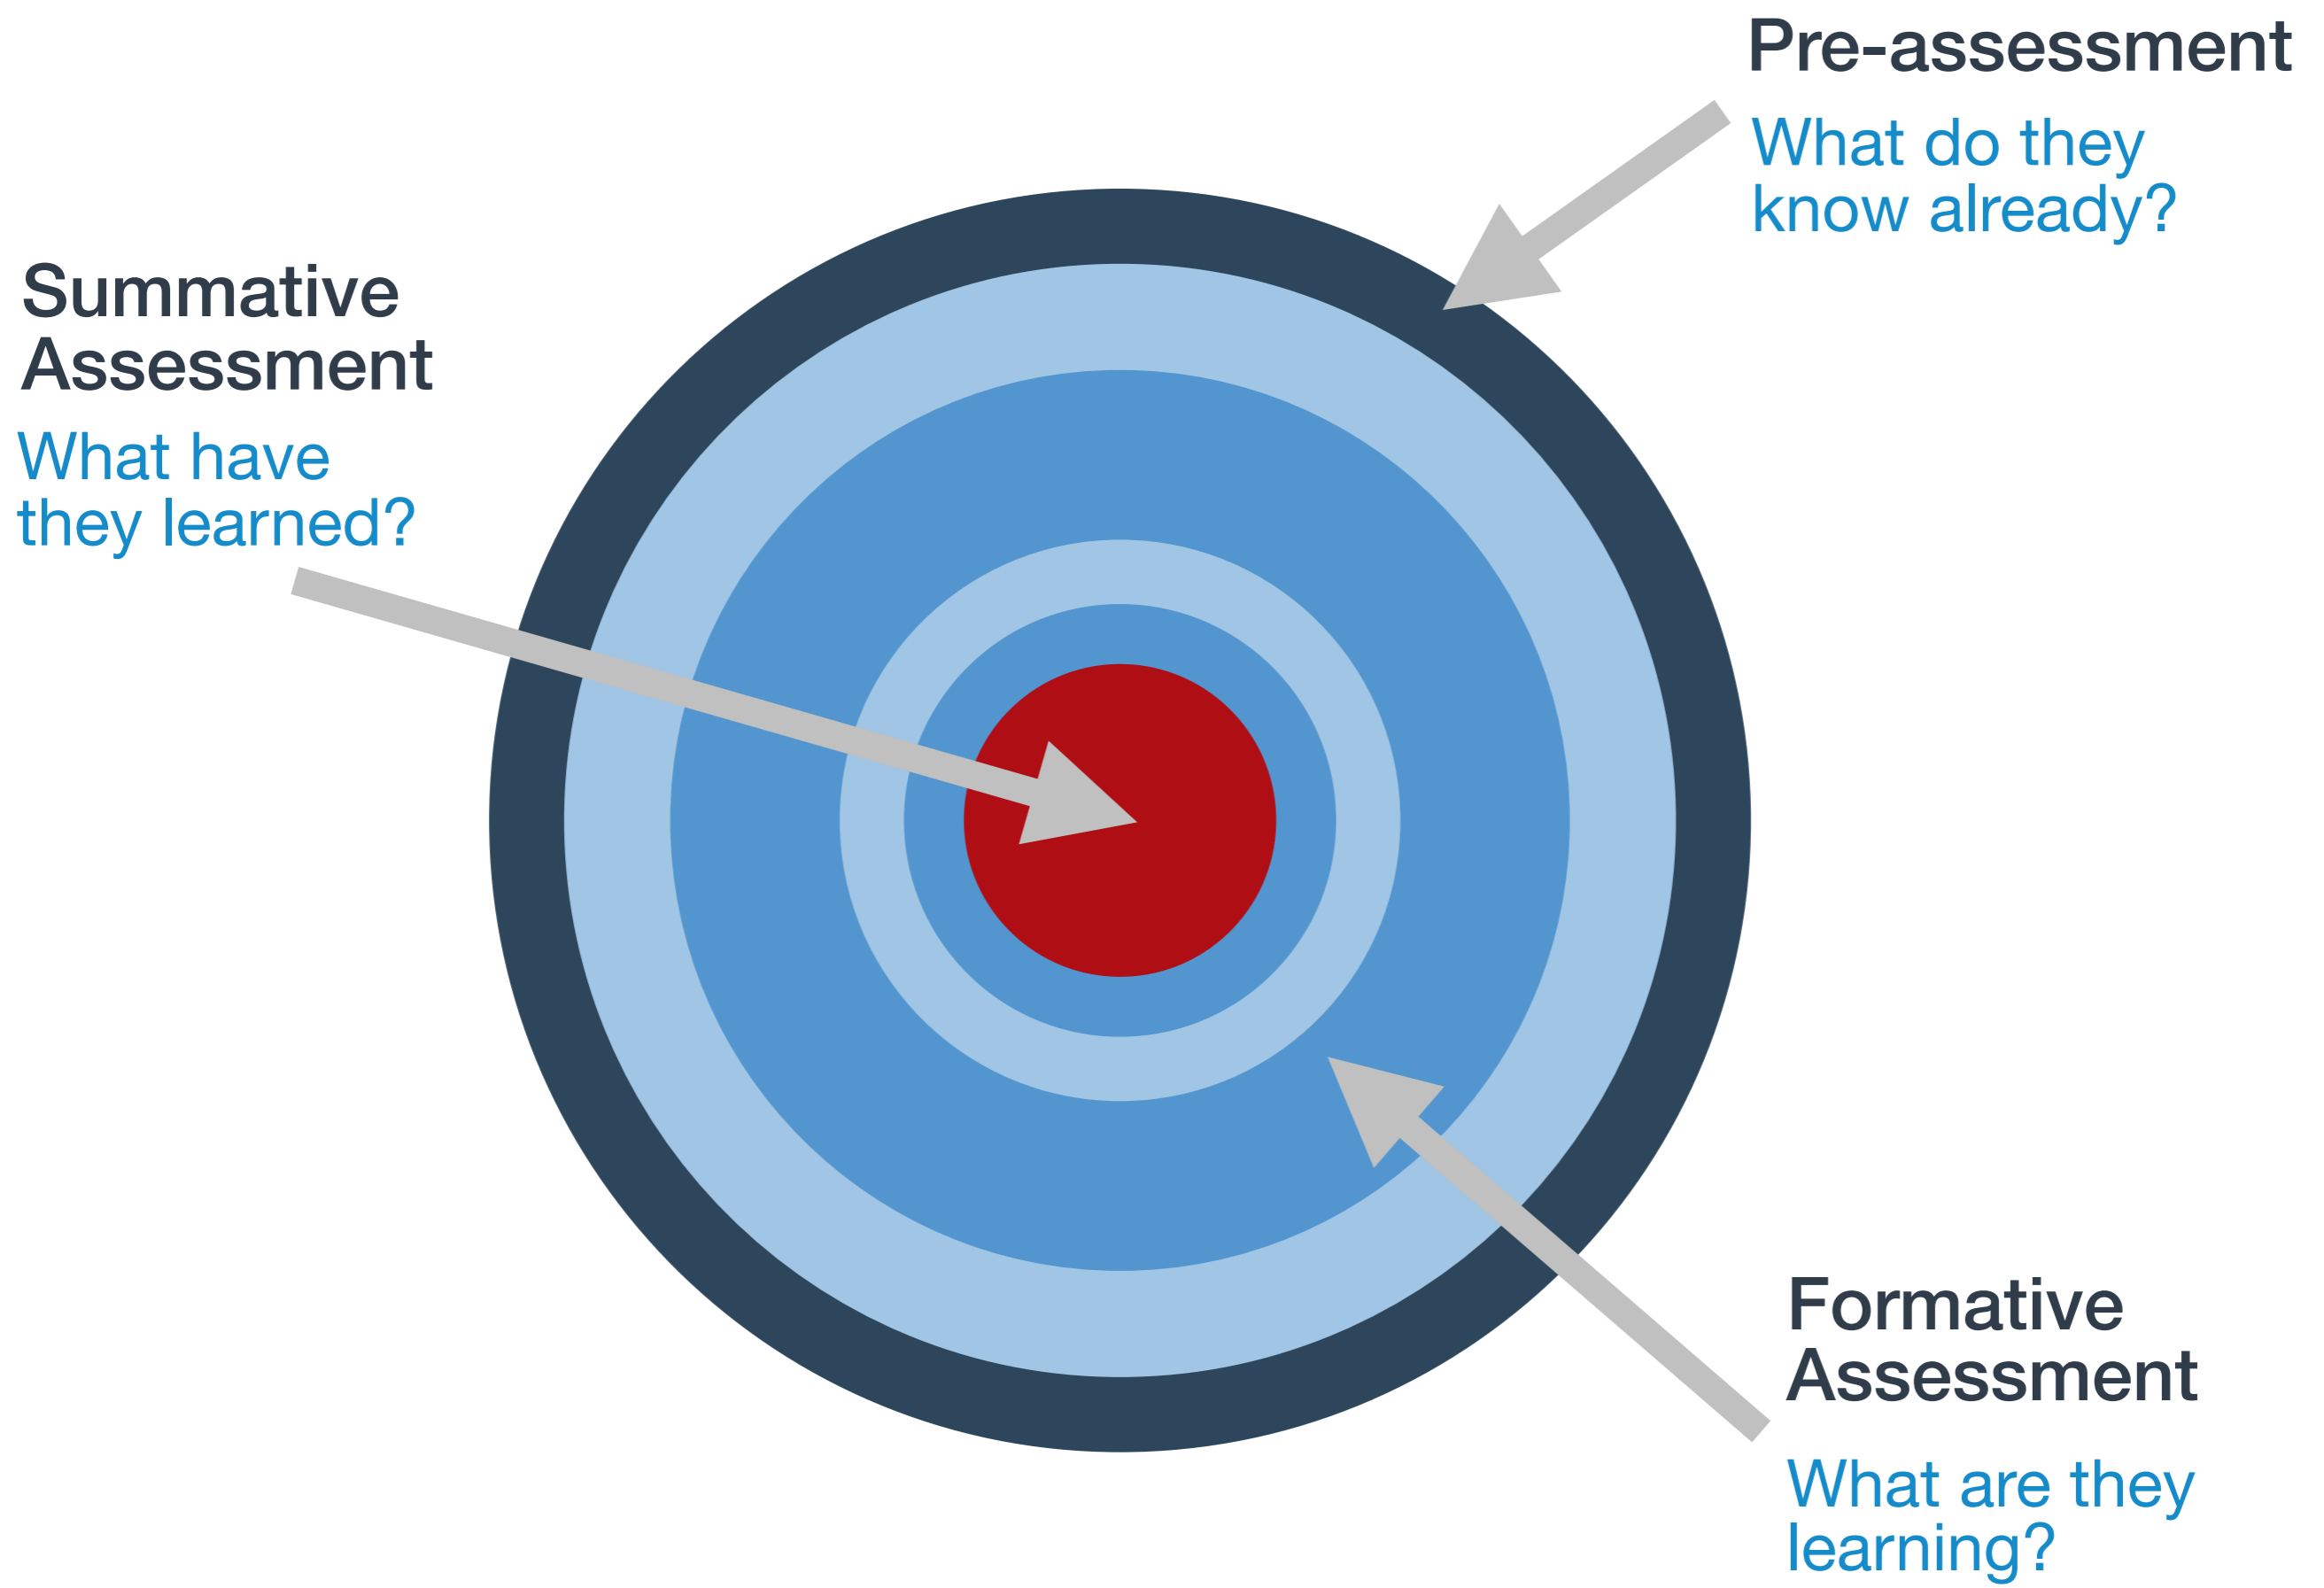 Pre-assessment
What do they
know already?
Summative
Assessment
What have
they learned?
Formative
Assessment
What are they
learning?